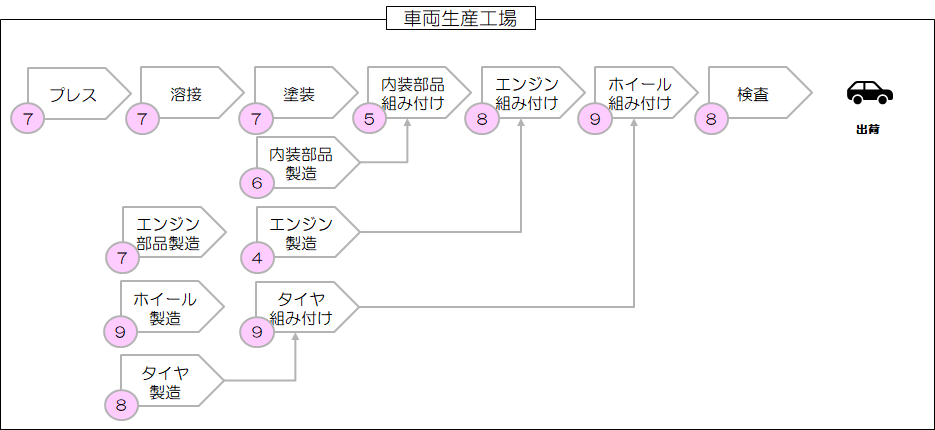 車両生産工場
プレス
7
溶接
7
塗装
7
内装部品
組み付け
5
エンジン
組み付け
8
ホイール
組み付け
9
検査
8
出荷
内装部品
製造
6
エンジン
部品製造
7
エンジン
製造
4
ホイール
製造
9
タイヤ
組み付け
9
タイヤ
製造
8